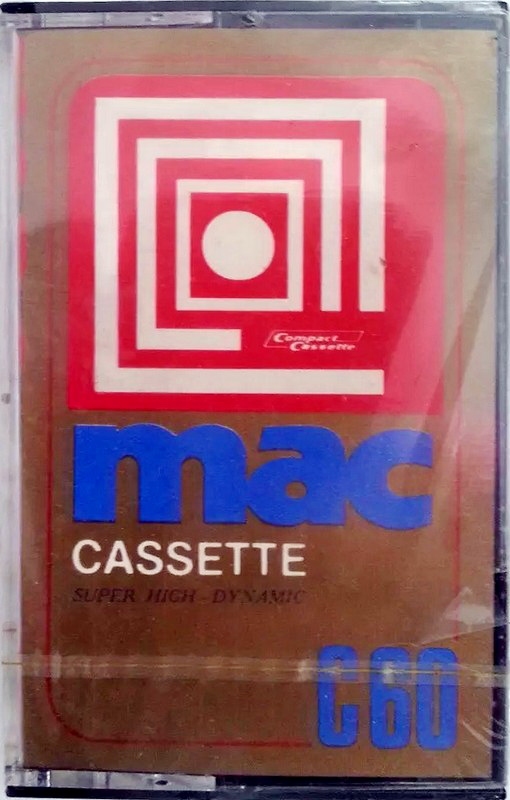 Compact
Cassette
mac
CASSETTE
SUPER HIGH-DYNAMIC
C60